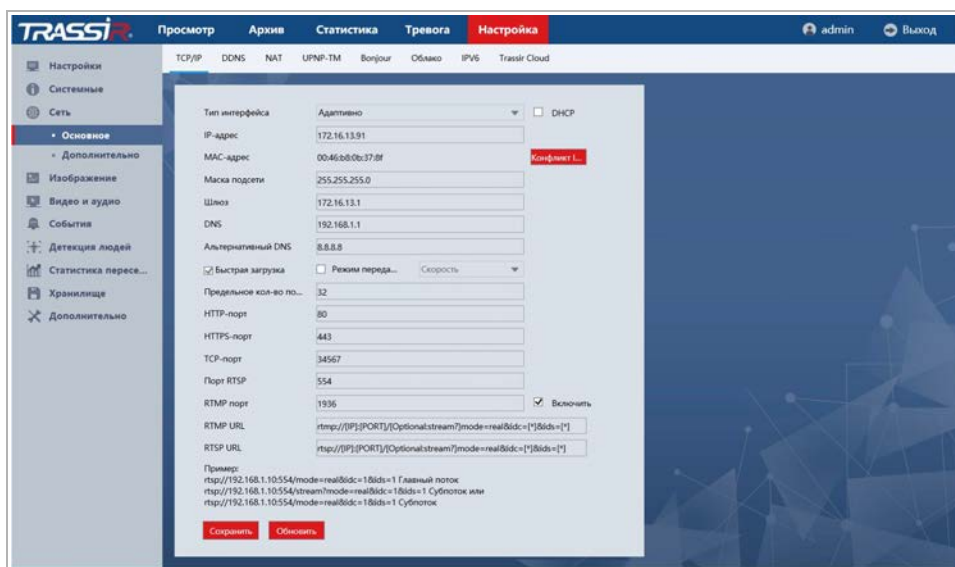 TRASSIR
Просмотр Архив Статистика Тревога Настройка admin Выход
TCP/IP DDNS NAT UPNP-TM Bonjour Облако IPV6 Trassir Cloud
Настройки
Системные
Сеть
• Основное
• Дополнительно
Изображение
Видео и аудио
События
Детекция людей
Статистика пересе...
Хранилище
Дополнительно
Тип интерфейса Адаптивно DHCP
IP-адрес 172.16.13.91
MAC-адрес 00:46:b8:0b:37:8f Конфликт I...
Маска подсети 255.255.255.0
Шлюз 172.16.13.1
DNS 192.168.1.1
Альтернативный DNS 8.8.8.8
Быстрая загрузка Режим переда... Скорость
Предельное кол-во по... 32
HTTP-порт 80
HTTPS-порт 443
TCP-порт 34567
Порт RTSP 554
RTMP порт 1936 Включить
RTMP URL rtmp://[IP]:[PORT]/[Optional:stream?]mode=real&idc=[*]&ids=[*]
RTSP URL rtsp://[IP]:[PORT]/[Optional:stream?]mode=real&idc=[*]&ids=[*]
Пример:
rtsp://192.168.1.10:554/mode=real&idc=1&ids=1 Главный поток
rtsp://192.168.1.10:554/stream?mode=real&idc=1&ids=1 Субпоток или
rtsp://192.168.1.10:554/mode=real&idc=1&ids=1 Субпоток
Сохранить Обновить